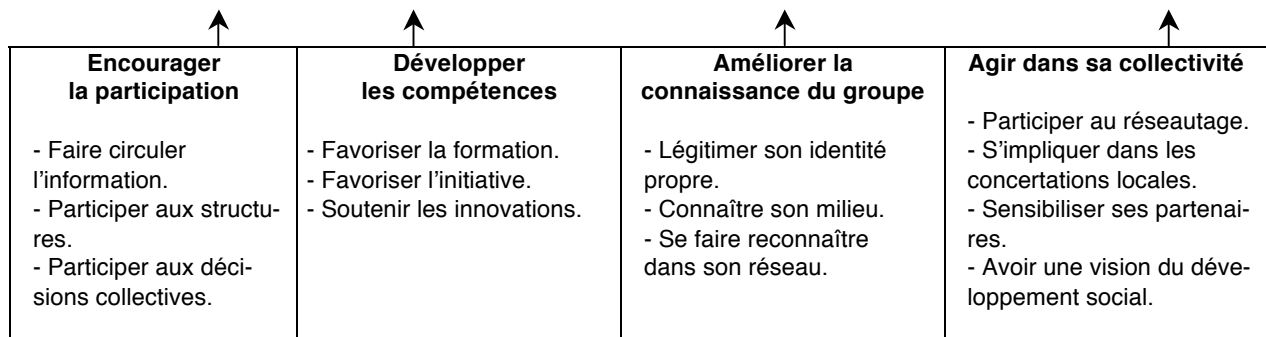 Encourager
la participation
- Faire circuler
l'information.
- Participer aux structu-
res.
- Participer aux déci-
sions collectives.
Développer
les compétences
- Favoriser la formation.
- Favoriser l'initiative.
- Soutenir les innovations.
Améliorer la
connaissance du groupe
- Légitimer son identité
propre.
- Connaître son milieu.
- Se faire reconnaître
dans son réseau.
Agir dans sa collectivité
- Participer au réseautage.
- S'impliquer dans les
concertations locales.
- Sensibiliser ses partenai-
res.
- Avoir une vision du déve-
loppement social.